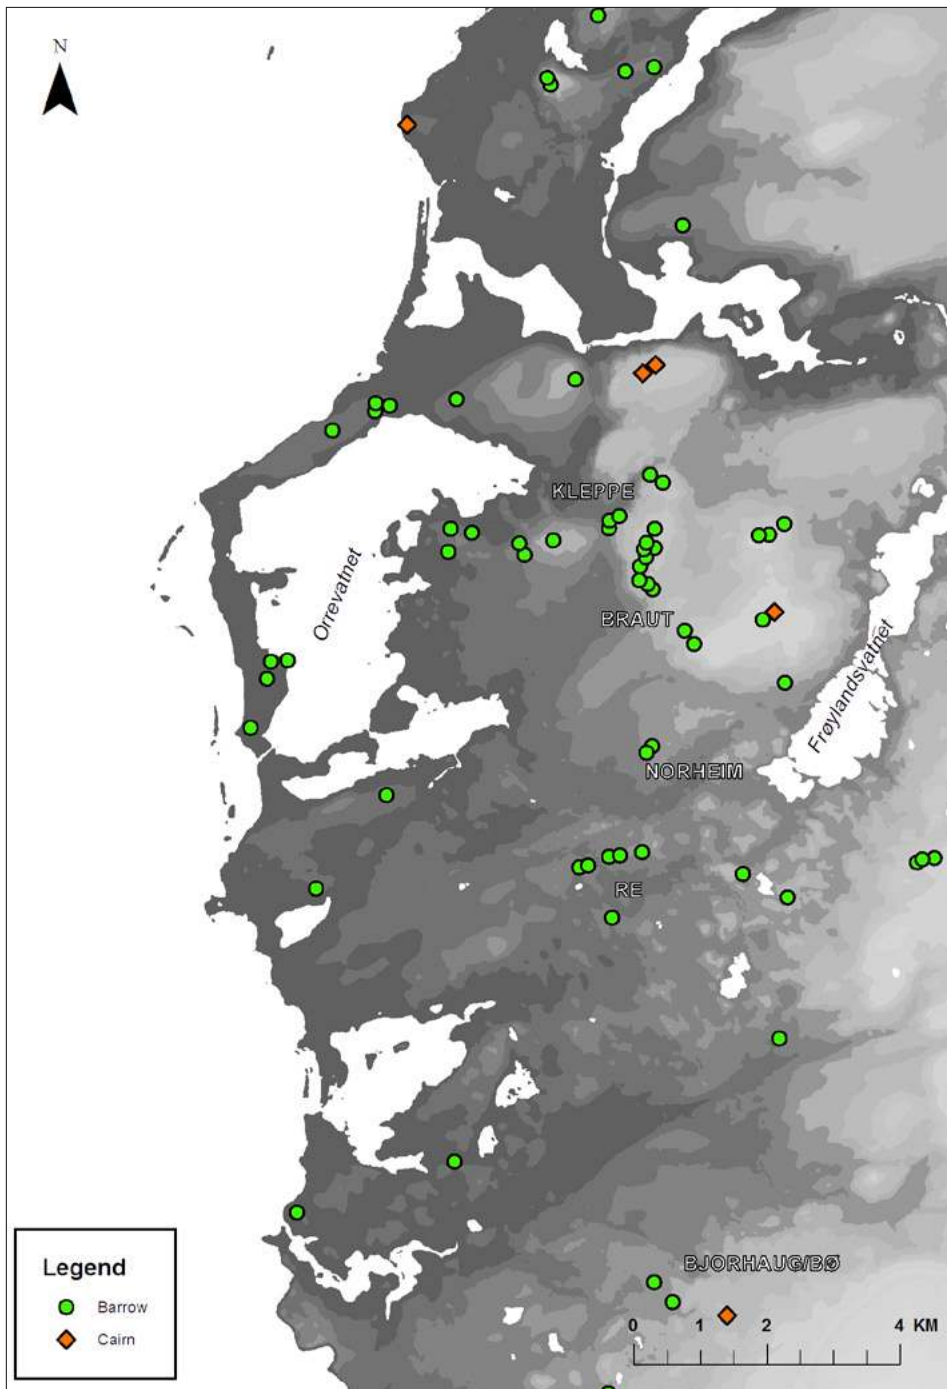 N
KLEPPE
Orrevatnet
BRAUT
Frøylandsvatnet
NORHEIM
RE
BJORHAUG/BØ
Legend
Barrow
Cairn
0 1 2 4 KM